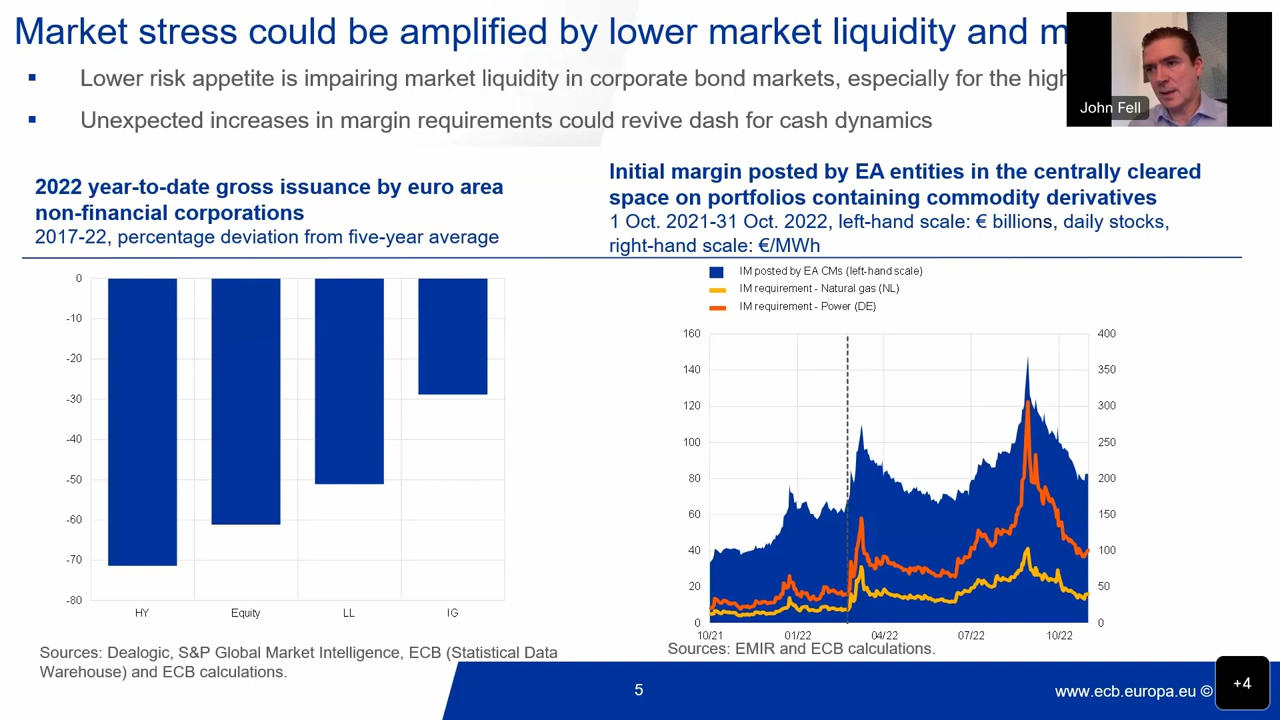 Market stress could be amplified by lower market liquidity and m
▪ Lower risk appetite is impairing market liquidity in corporate bond markets, especially for the high
John Fell
▪ Unexpected increases in margin requirements could revive dash for cash dynamics
2022 year-to-date gross issuance by euro area
non-financial corporations
2017-22, percentage deviation from five-year average
0
-10
-20
-30
-40
-50
-60
-70
-80
HY Equity LL IG
Sources: Dealogic, S&P Global Market Intelligence, ECB (Statistical Data
Warehouse) and ECB calculations.
Initial margin posted by EA entities in the centrally cleared
space on portfolios containing commodity derivatives
1 Oct. 2021-31 Oct. 2022, left-hand scale: € billions, daily stocks,
right-hand scale: €/MWh
IM posted by EA CMs (left-hand scale)
IM requirement - Natural gas (NL)
IM requirement - Power (DE)
160 400
140 350
120 300
100 250
80 200
60 150
40 100
20 50
0 0
10/21 01/22 04/22 07/22 10/22
Sources: EMIR and ECB calculations.
5
www.ecb.europa.eu ©
+4